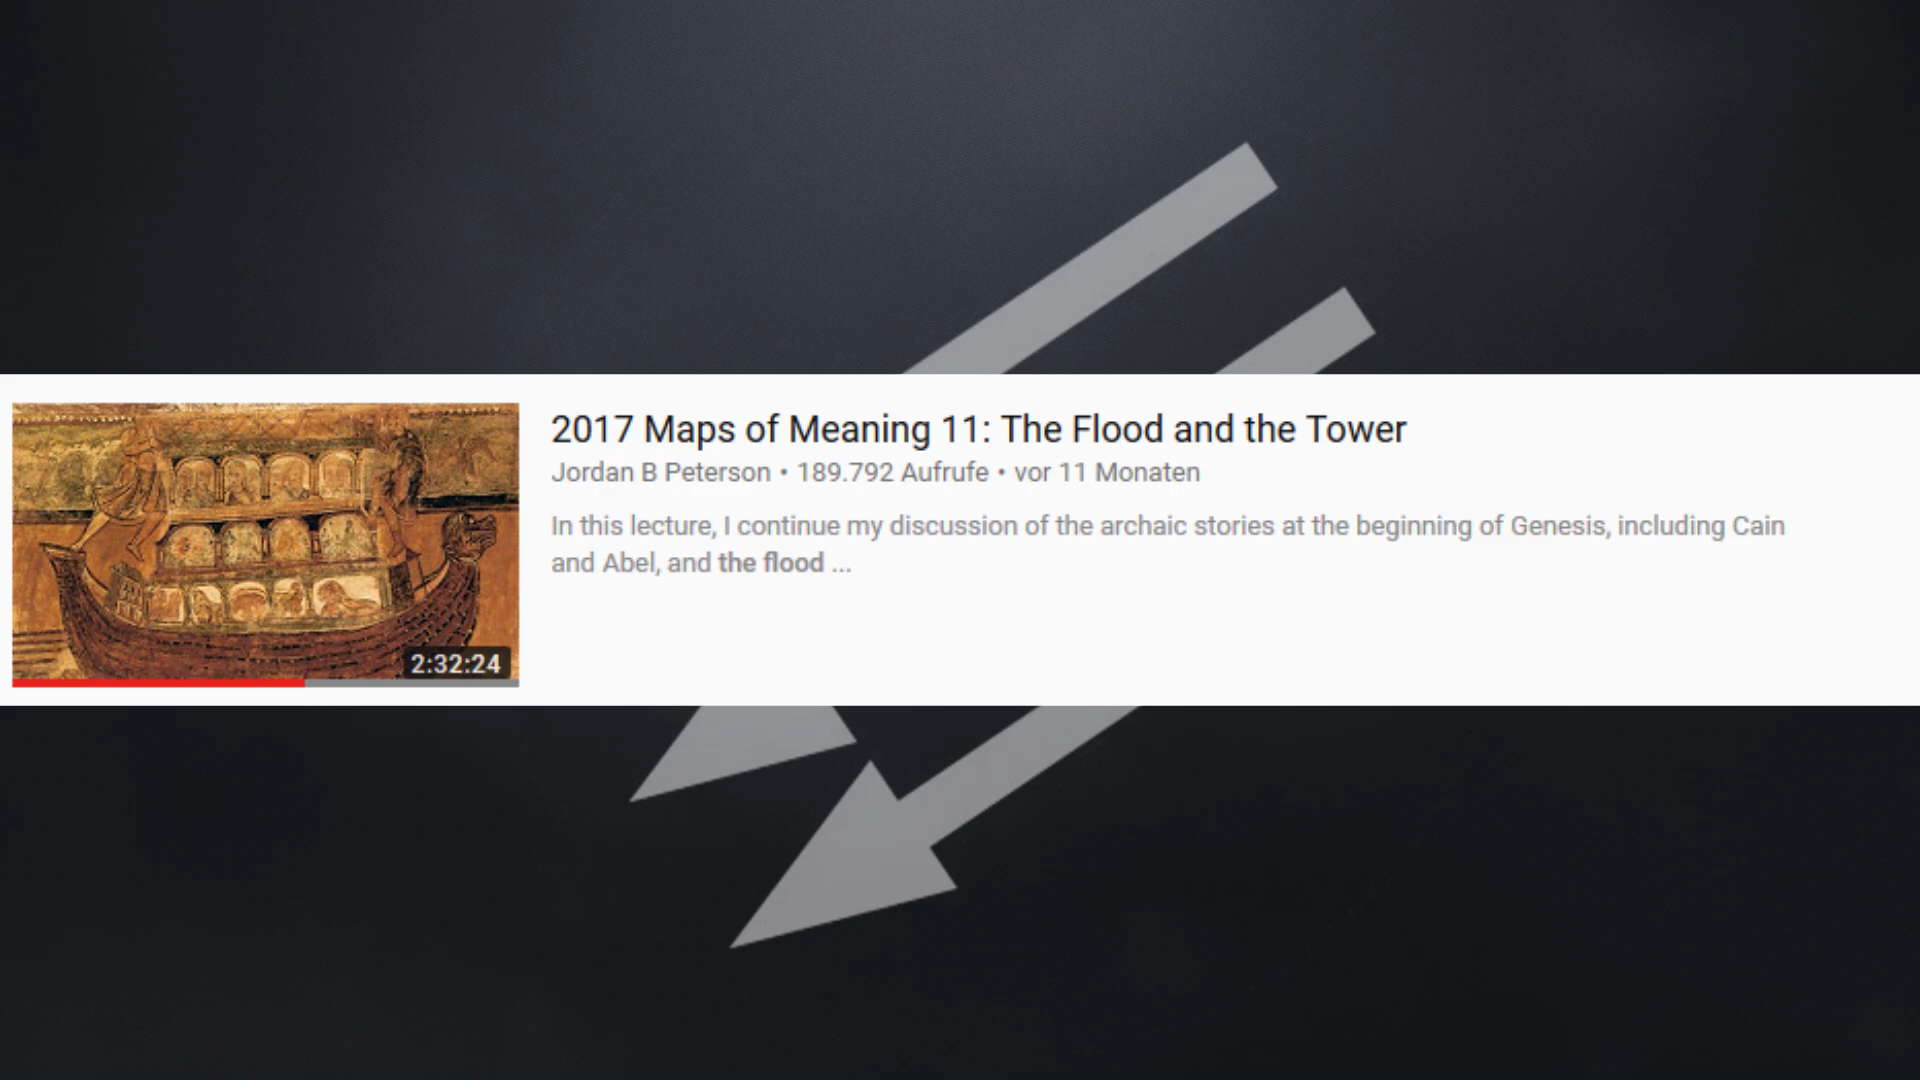 2017 Maps of Meaning 11: The Flood and the Tower
Jordan B Peterson • 189.792 Aufrufe • vor 11 Monaten
In this lecture, I continue my discussion of the archaic stories at the beginning of Genesis, including Cain
and Abel, and the flood ...
2:32:24